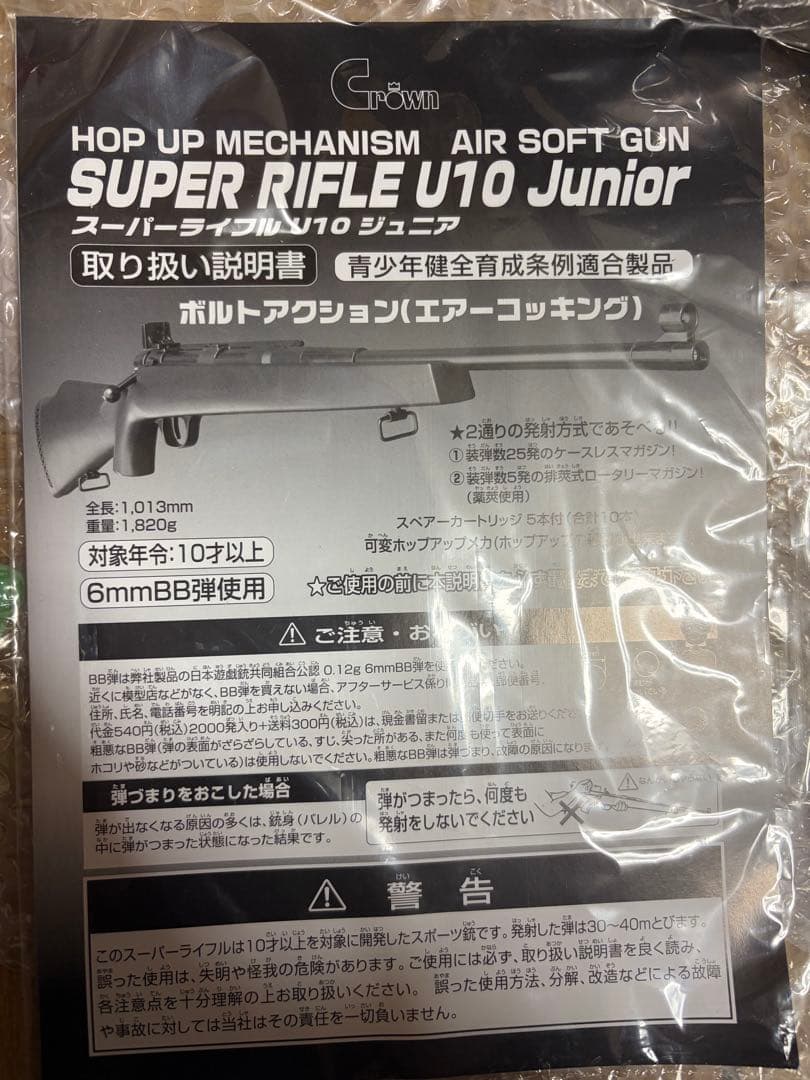 Crown
HOP UP MECHANISM AIR SOFT GUN
SUPER RIFLE U10 Junior
スーパーライフル U10 ジュニア
取り扱い説明書 青少年健全育成条例適合製品
ボルトアクション(エアーコッキング)
★2通りの発射方式であそべる!!
①装弾数25発のケースレスマガジン!
②装弾数5発の排莢式ロータリーマガジン!
(薬莢使用)
全長:1,013mm
重量:1,820g
スペアーカートリッジ 5本付(合計10本)
対象年令:10才以上
可変ホップアップメカ(ホップアップ
6mmBB弾使用
★ご使用の前に本説明
ご注意・お
BB弾は弊社製品の日本遊戯銃共同組合公認 0.12g 6mmBB弾を使 ださい。
近くに模型店などがなく、BB弾を買えない場合、アフターサービス係 郵便番号、
住所、氏名、電話番号を明記の上お申し込みください。
代金540円(税込)2000発入り+送料300円(税込)は、現金書留または 便切手をお送りくだ
粗悪なBB弾(弾の表面がざらざらしている、すじ、尖った所がある、また何度も使って表面に
ホコリや砂などがついている)は使用しないでください。粗悪なBB弾は弾づまり、故障の原因になりま
弾づまりをおこした場合
弾が出なくなる原因の多くは、銃身(バレル)の
中に弾がつまった状態になった結果です。
弾がつまったら、何度も
発射をしないでください
警告
このスーパーライフルは10才以上を対象に開発したスポーツ銃です。発射した弾は30〜40mとびます。
誤った使用は、失明や怪我の危険があります。ご使用には必ず、取り扱い説明書を良く読み、
各注意点を十分理解の上お取り扱いください。 誤った使用方法、分解、改造などによる故障
や事故に対しては当社はその責任を一切負いません。